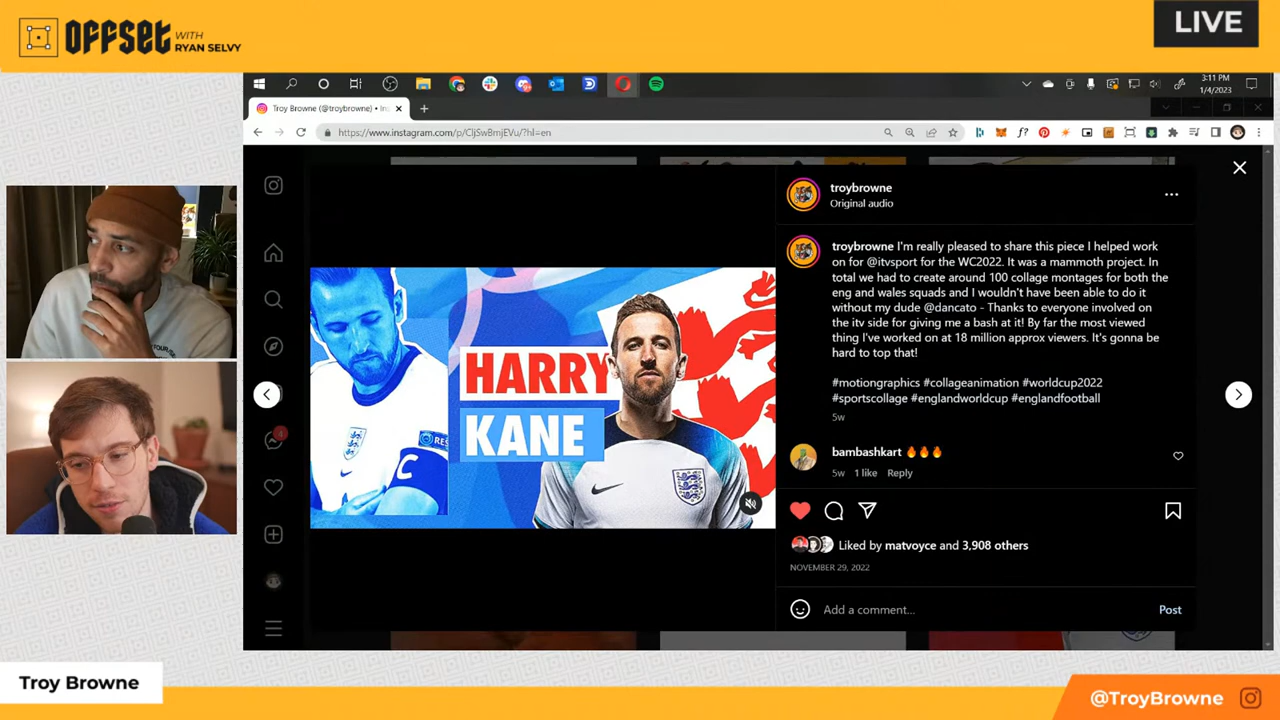 OFFSET
WITH
RYAN SELVY
LIVE
3:11 PM
1/4/2023
Troy Browne (@troybrowne) • Ins
https://www.instagram.com/p/CljSwBmjEVu/?hl=en
troybrowne
Original audio
troybrowne I'm really pleased to share this piece I helped work
on for @itvsport for the WC2022. It was a mammoth project. In
total we had to create around 100 collage montages for both the
eng and wales squads and I wouldn't have been able to do it
without my dude @dancato - Thanks to everyone involved on
the itv side for giving me a bash at it! By far the most viewed
thing I've worked on at 18 million approx viewers. It's gonna be
hard to top that!
#motiongraphics #collageanimation #worldcup2022
#sportscollage #englandworldcup #englandfootball
5w
HARRY
KANE
RES
C
4
bambashkart 🔥🔥🔥
5w 1 like Reply
Liked by matvoyce and 3,908 others
NOVEMBER 29, 2022
Add a comment... Post
Troy Browne
@TroyBrowne